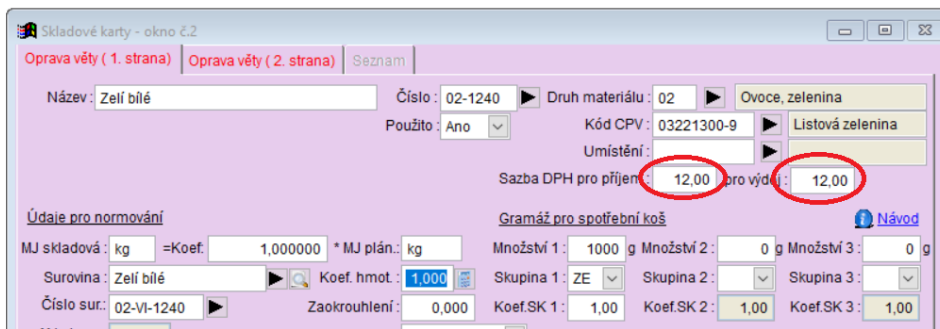 Skladové karty - okno č.2
Oprava věty ( 1. strana) Oprava věty ( 2. strana) Seznam
Název : Zelí bílé Číslo : 02-1240 Druh materiálu : 02 Ovoce, zelenina
Použito : Ano Kód CPV : 03221300-9 Listová zelenina
Umístění :
Sazba DPH pro příjem : 12,00 pro výdej : 12,00
Údaje pro normování Gramáž pro spotřební koš Návod
MJ skladová : kg =Koef: 1,000000 * MJ plán.: kg Množství 1 : 1000 g Množství 2 : 0 g Množství 3 : 0 g
Surovina : Zelí bílé Koef. hmot. : 1,000 Skupina 1 : ZE Skupina 2 : Skupina 3 :
Číslo sur.: 02-VI-1240 Zaokrouhlení : 0,000 Koef.SK 1 : 1,00 Koef.SK 2 : 1,00 Koef.SK 3 : 1,00